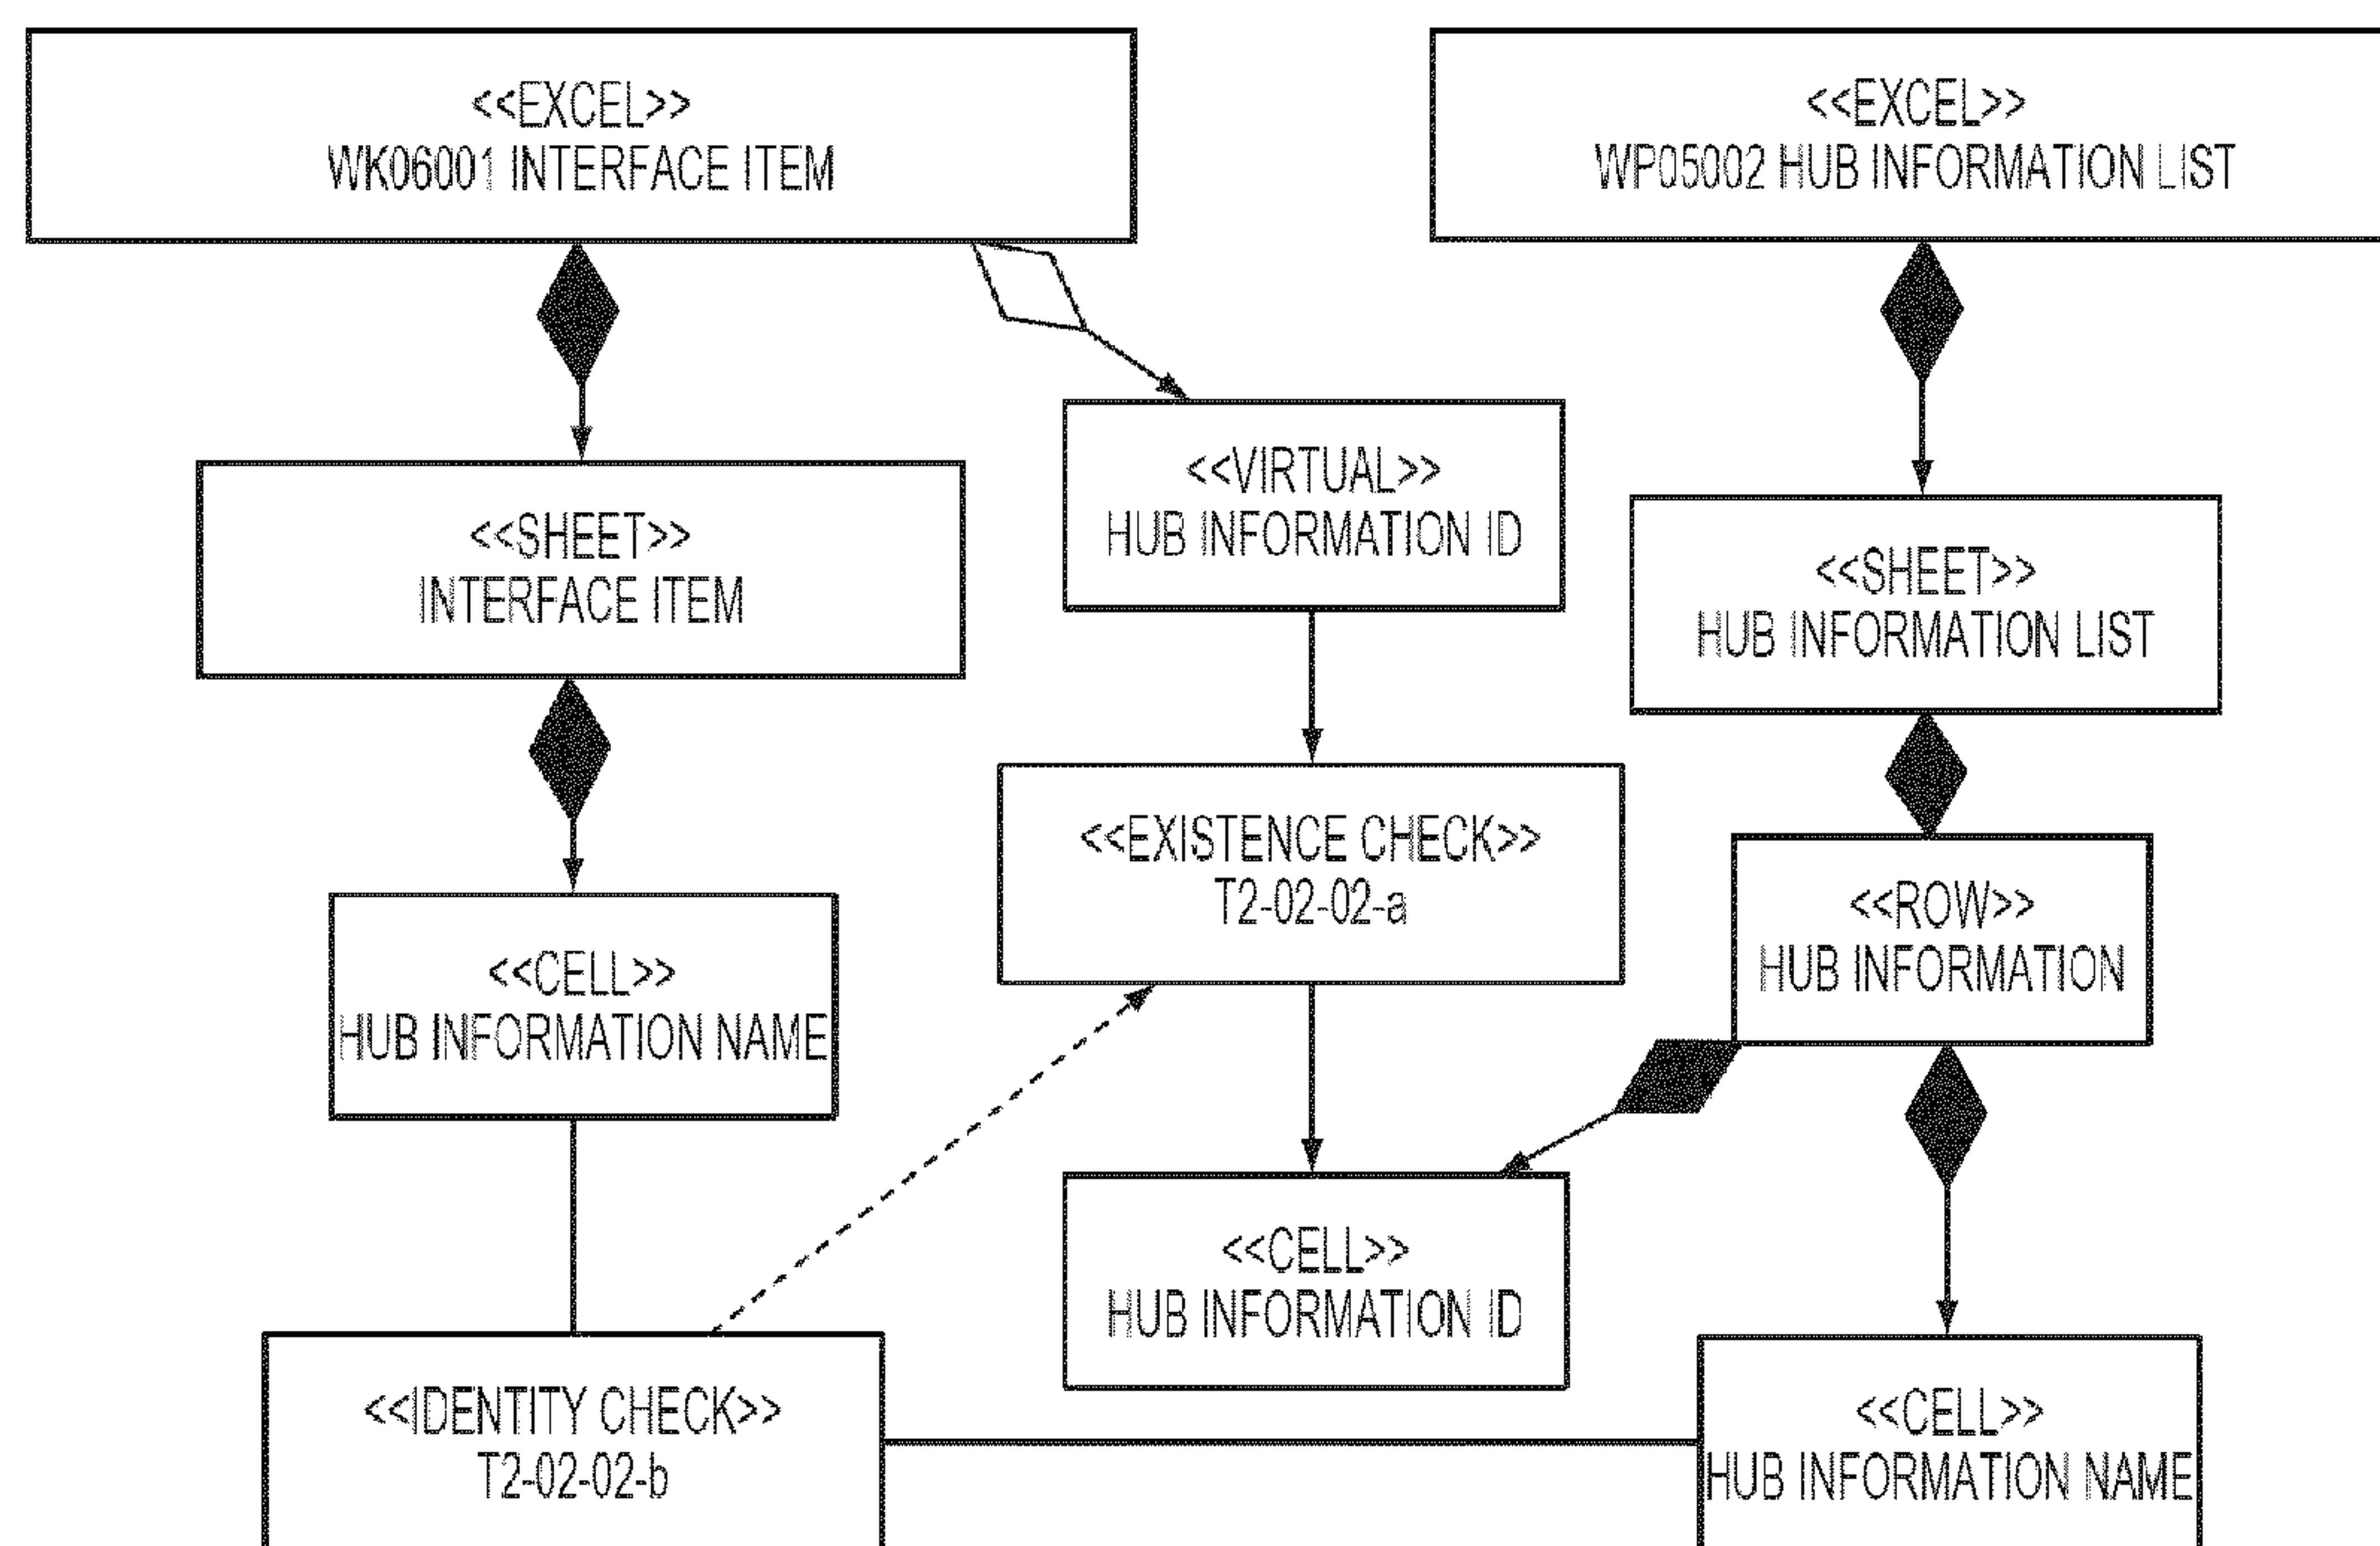 <<EXCEL>>
WK06001 INTERFACE ITEM
<<EXCEL>>
WP05002 HUB INFORMATION LIST
<<VIRTUAL>>
HUB INFORMATION ID
<<SHEET>>
INTERFACE ITEM
<<SHEET>>
HUB INFORMATION LIST
<<EXISTENCE CHECK>>
T2-02-02-a
<<ROW>>
HUB INFORMATION
<<CELL>>
HUB INFORMATION NAME
<<CELL>>
HUB INFORMATION ID
<<IDENTITY CHECK>>
T2-02-02-b
<<CELL>>
HUB INFORMATION NAME